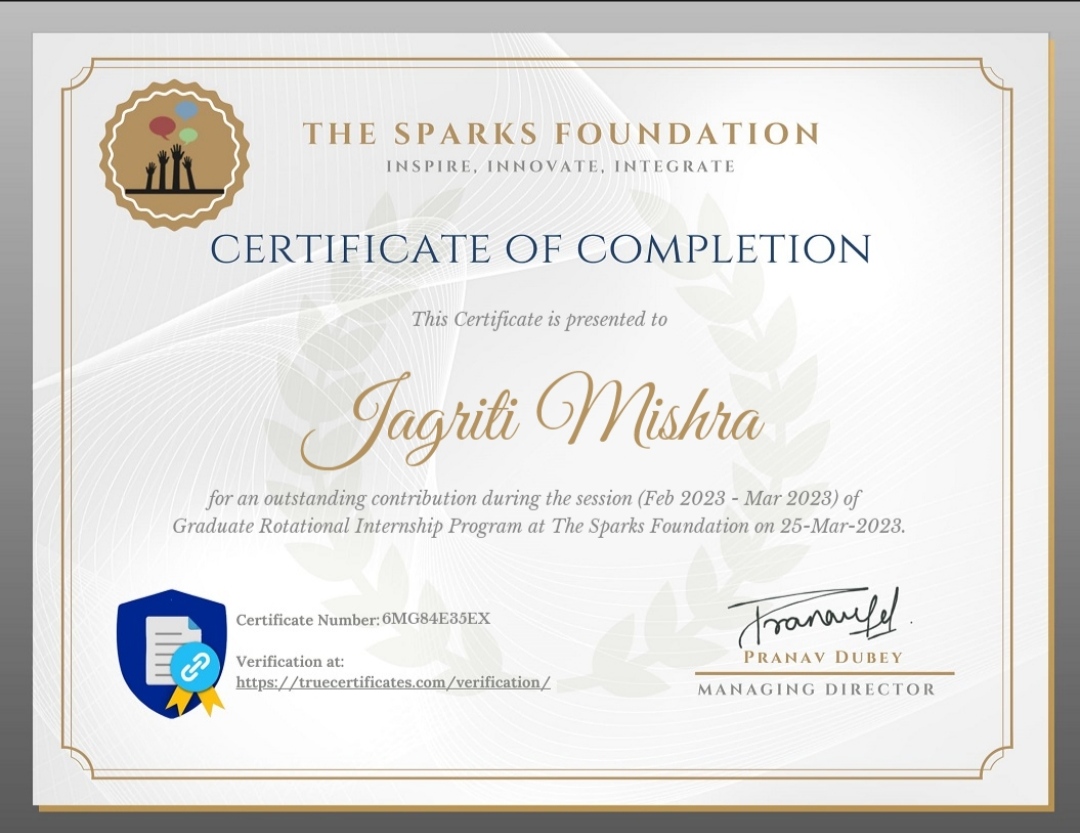 THE SPARKS FOUNDATION
INSPIRE, INNOVATE, INTEGRATE
CERTIFICATE OF COMPLETION
This Certificate is presented to
Jagriti Mishra
for an outstanding contribution during the session (Feb 2023 - Mar 2023) of
Graduate Rotational Internship Program at The Sparks Foundation on 25-Mar-2023.
Certificate Number: 6MG84E35EX
Verification at:
https://truecertificates.com/verification/
PRANAV DUBEY
MANAGING DIRECTOR